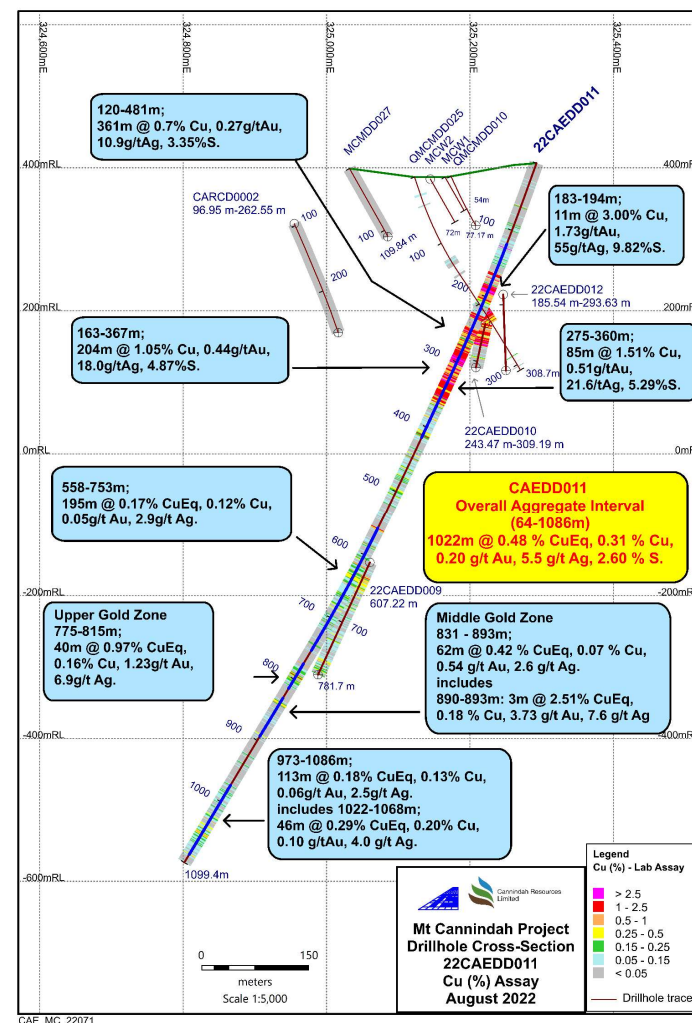 324,600mE
324,800mE
325,000mE
325,200mE
325,400mE
120-481m;
361m @ 0.7% Cu, 0.27g/tAu,
10.9g/tAg, 3.35%S.
MCMDD027
QMCMDD025
MCW2
MCW1
QMCMDD010
22CAEDD011
400mRL
400mRL
CARCD0002
96.95 m-262.55 m
100
200
100
109.84 m
54m
72m
100
77.17 m
100
200
183-194m;
11m @ 3.00% Cu,
1.73g/tAu,
55g/tAg, 9.82%S.
22CAEDD012
185.54 m-293.63 m
200mRL
200mRL
163-367m;
204m @ 1.05% Cu, 0.44g/tAu,
18.0g/tAg, 4.87%S.
300
300
308.7m
275-360m;
85m @ 1.51% Cu,
0.51g/tAu,
21.6/tAg, 5.29%S.
22CAEDD010
243.47 m-309.19 m
400
0mRL
0mRL
500
558-753m;
195m @ 0.17% CuEq, 0.12% Cu,
0.05g/t Au, 2.9g/t Ag.
CAEDD011
Overall Aggregate Interval
(64-1086m)
1022m @ 0.48 % CuEq, 0.31 % Cu,
0.20 g/t Au, 5.5 g/t Ag, 2.60 % S.
600
-200mRL
-200mRL
22CAEDD009
607.22 m
700
700
Upper Gold Zone
775-815m;
40m @ 0.97% CuEq,
0.16% Cu, 1.23g/t Au,
6.9g/t Ag.
800
781.7 m
Middle Gold Zone
831 - 893m;
62m @ 0.42 % CuEq, 0.07 % Cu,
0.54 g/t Au, 2.6 g/t Ag.
includes
890-893m: 3m @ 2.51% CuEq,
0.18 % Cu, 3.73 g/t Au, 7.6 g/t Ag
-400mRL
-400mR
900
973-1086m;
113m @ 0.18% CuEq, 0.13% Cu,
0.06g/t Au, 2.5g/t Ag.
includes 1022-1068m;
46m @ 0.29% CuEq, 0.20% Cu,
0.10 g/tAu, 4.0 g/t Ag.
1000
1099.4m
-600mRL
Cannindah Resources
Limited
Mt Cannindah Project
Drillhole Cross-Section
22CAEDD011
Cu (%) Assay
August 2022
Legend
Cu (%) - Lab Assay
> 2.5
1 - 2.5
0.5 - 1
0.25 - 0.5
0.15 - 0.25
0.05 - 0.15
< 0.05
Drillhole trace
0
150
meters
Scale 1:5,000
CAE_MC_22071